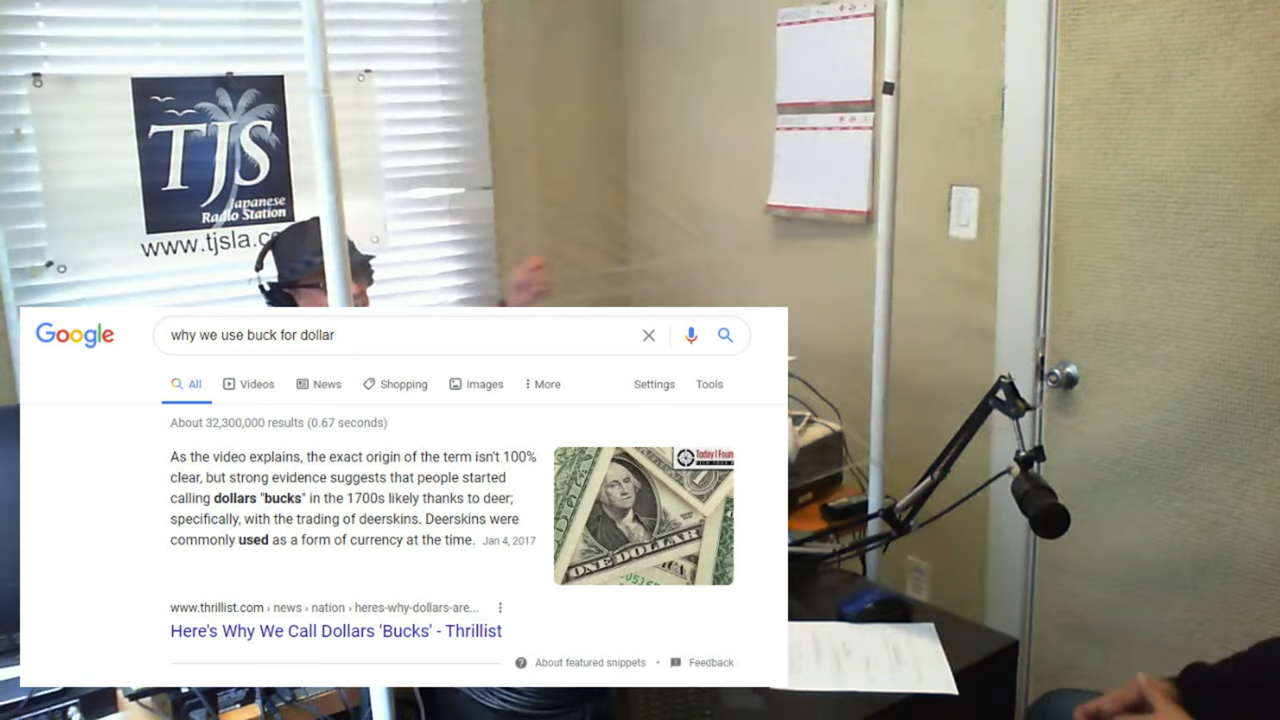 TJS
Japanese
Radio Station
www.tjsla.c
Google
why we use buck for dollar
All
Videos
News
Shopping
Images
More
Settings
Tools
About 32,300,000 results (0.67 seconds)
As the video explains, the exact origin of the term isn't 100%
clear, but strong evidence suggests that people started
calling dollars "bucks" in the 1700s likely thanks to deer;
specifically, with the trading of deerskins. Deerskins were
commonly used as a form of currency at the time. Jan 4, 2017
Today I Foun
ONE DOLLAR
www.thrillist.com › news › nation › heres-why-dollars-are...
Here's Why We Call Dollars 'Bucks' - Thrillist
About featured snippets • Feedback